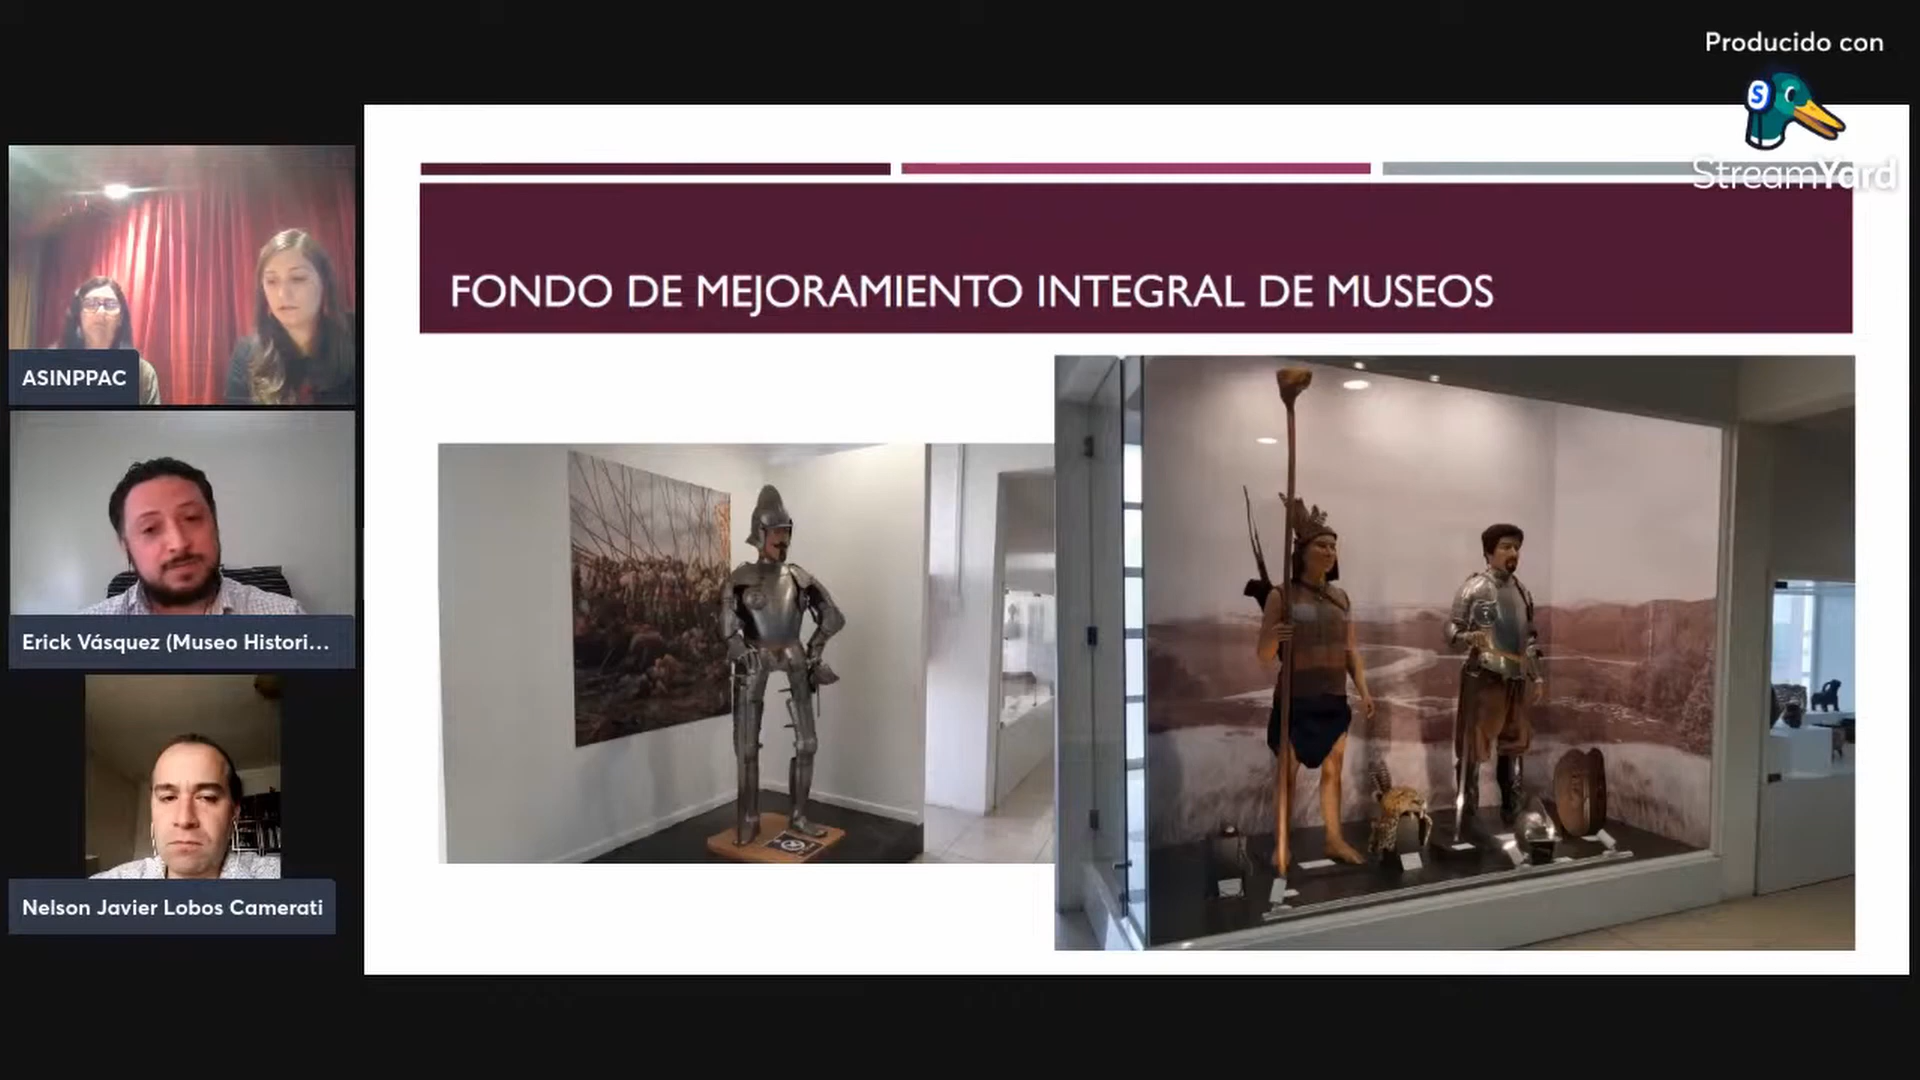 Producido con
StreamYard
FONDO DE MEJORAMIENTO INTEGRAL DE MUSEOS
ASINPPAC
Erick Vásquez (Museo Histori...
Nelson Javier Lobos Camerati